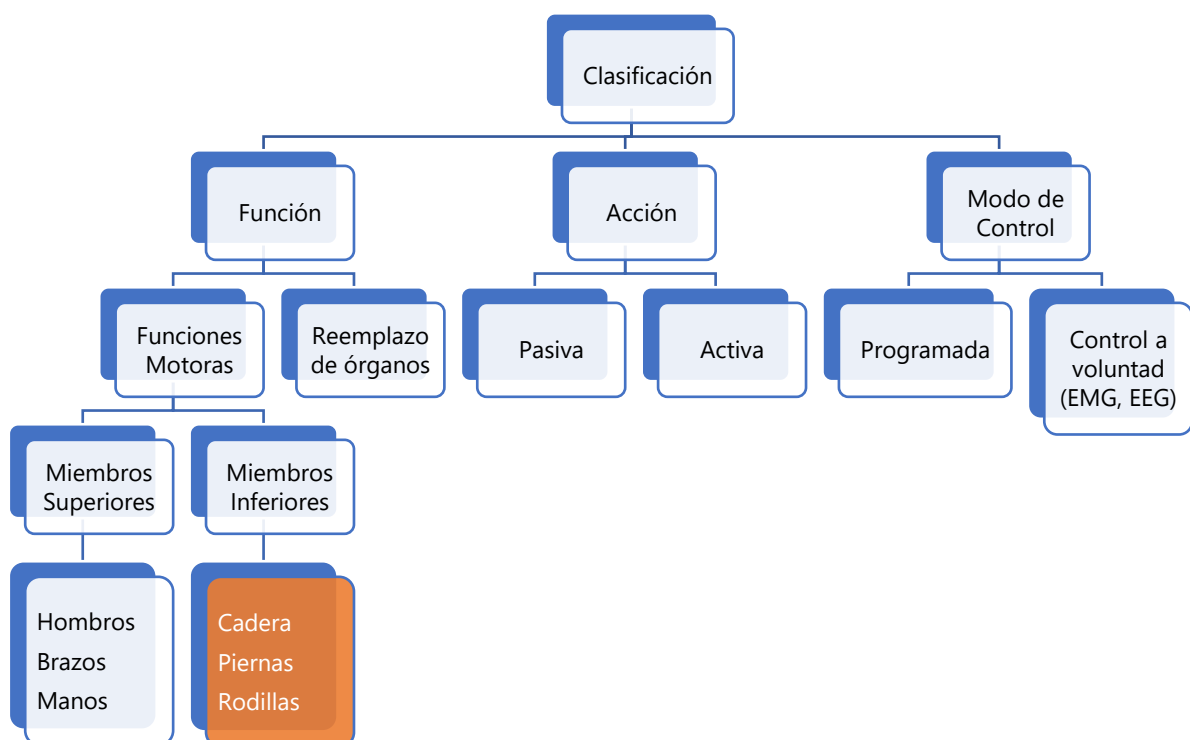 Clasificación
Función
Acción
Modo de
Control
Funciones
Motoras
Reemplazo
de órganos
Pasiva
Activa
Programada
Control a
voluntad
(EMG, EEG)
Miembros
Superiores
Miembros
Inferiores
Hombros
Brazos
Manos
Cadera
Piernas
Rodillas